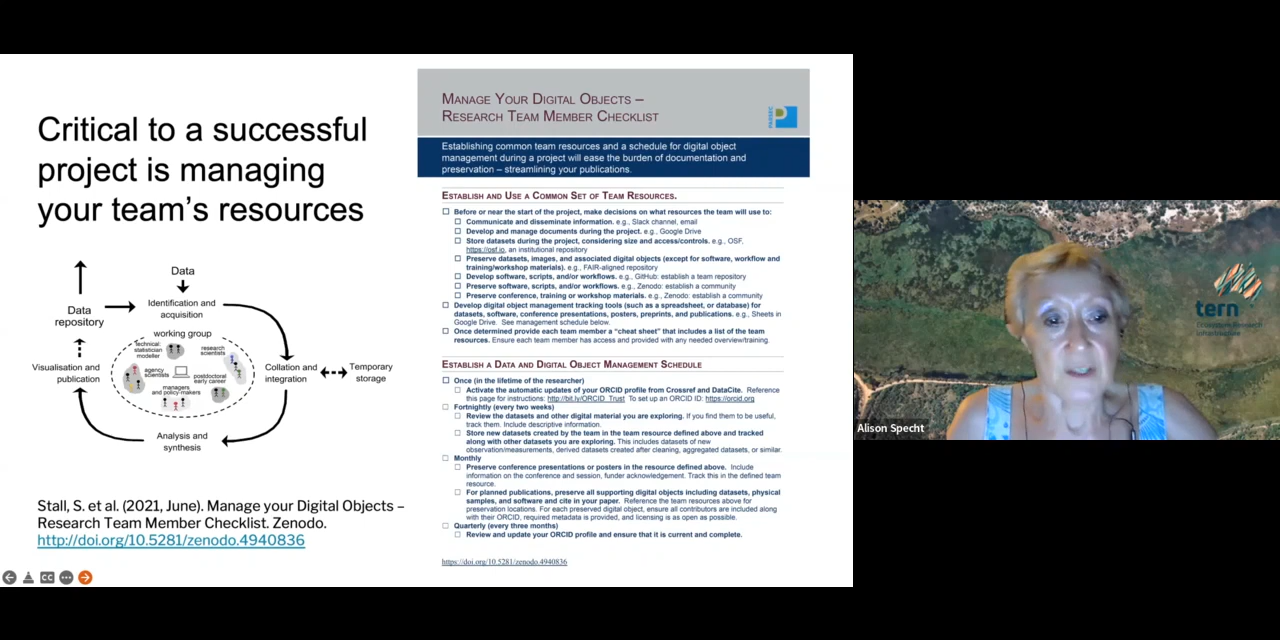 Critical to a successful
project is managing
your team's resources
Data
Data
repository
Identification and
acquisition
working group
technical:
statistician
modeller
research
scientists
agency
scientists
postdoctoral
early career
managers
and policy-makers
Visualisation and
publication
Collation and
integration
Temporary
storage
Analysis and
synthesis
Stall, S. et al. (2021, June). Manage your Digital Objects –
Research Team Member Checklist. Zenodo.
http://doi.org/10.5281/zenodo.4940836
CC
MANAGE YOUR DIGITAL OBJECTS –
RESEARCH TEAM MEMBER CHECKLIST
PARSEC
Establishing common team resources and a schedule for digital object
management during a project will ease the burden of documentation and
preservation – streamlining your publications.
ESTABLISH AND USE A COMMON SET OF TEAM RESOURCES.
Before or near the start of the project, make decisions on what resources the team will use to:
Communicate and disseminate information. e.g., Slack channel, email
Develop and manage documents during the project. e.g., Google Drive
Store datasets during the project, considering size and access/controls. e.g., OSF,
https://osf.io, an institutional repository
Preserve datasets, images, and associated digital objects (except for software, workflow and
training/workshop materials). e.g., FAIR-aligned repository
Develop software, scripts, and/or workflows. e.g., GitHub: establish a team repository
Preserve software, scripts, and/or workflows. e.g., Zenodo: establish a community
Preserve conference, training or workshop materials. e.g., Zenodo: establish a community
Develop digital object management tracking tools (such as a spreadsheet, or database) for
datasets, software, conference presentations, posters, preprints, and publications. e.g., Sheets in
Google Drive. See management schedule below.
Once determined provide each team member a "cheat sheet" that includes a list of the team
resources. Ensure each team member has access and provided with any needed overview/training.
ESTABLISH A DATA AND DIGITAL OBJECT MANAGEMENT SCHEDULE
Once (in the lifetime of the researcher)
Activate the automatic updates of your ORCID profile from Crossref and DataCite. Reference
this page for instructions: http://bit.ly/ORCID_Trust To set up an ORCID ID: https://orcid.org
Fortnightly (every two weeks)
Review the datasets and other digital material you are exploring. If you find them to be useful,
track them. Include descriptive information.
Store new datasets created by the team in the team resource defined above and tracked
along with other datasets you are exploring. This includes datasets of new
observation/measurements, derived datasets created after cleaning, aggregated datasets, or similar.
Monthly
Preserve conference presentations or posters in the resource defined above. Include
information on the conference and session, funder acknowledgement. Track this in the defined team
resource.
For planned publications, preserve all supporting digital objects including datasets, physical
samples, and software and cite in your paper. Reference the team resources above for
preservation locations. For each preserved digital object, ensure all contributors are included along
with their ORCID, required metadata is provided, and licensing is open as possible.
Quarterly (every three months)
Review and update your ORCID profile and ensure that it is current and complete.
https://doi.org/10.5281/zenodo.4940836
tern
Alison Specht